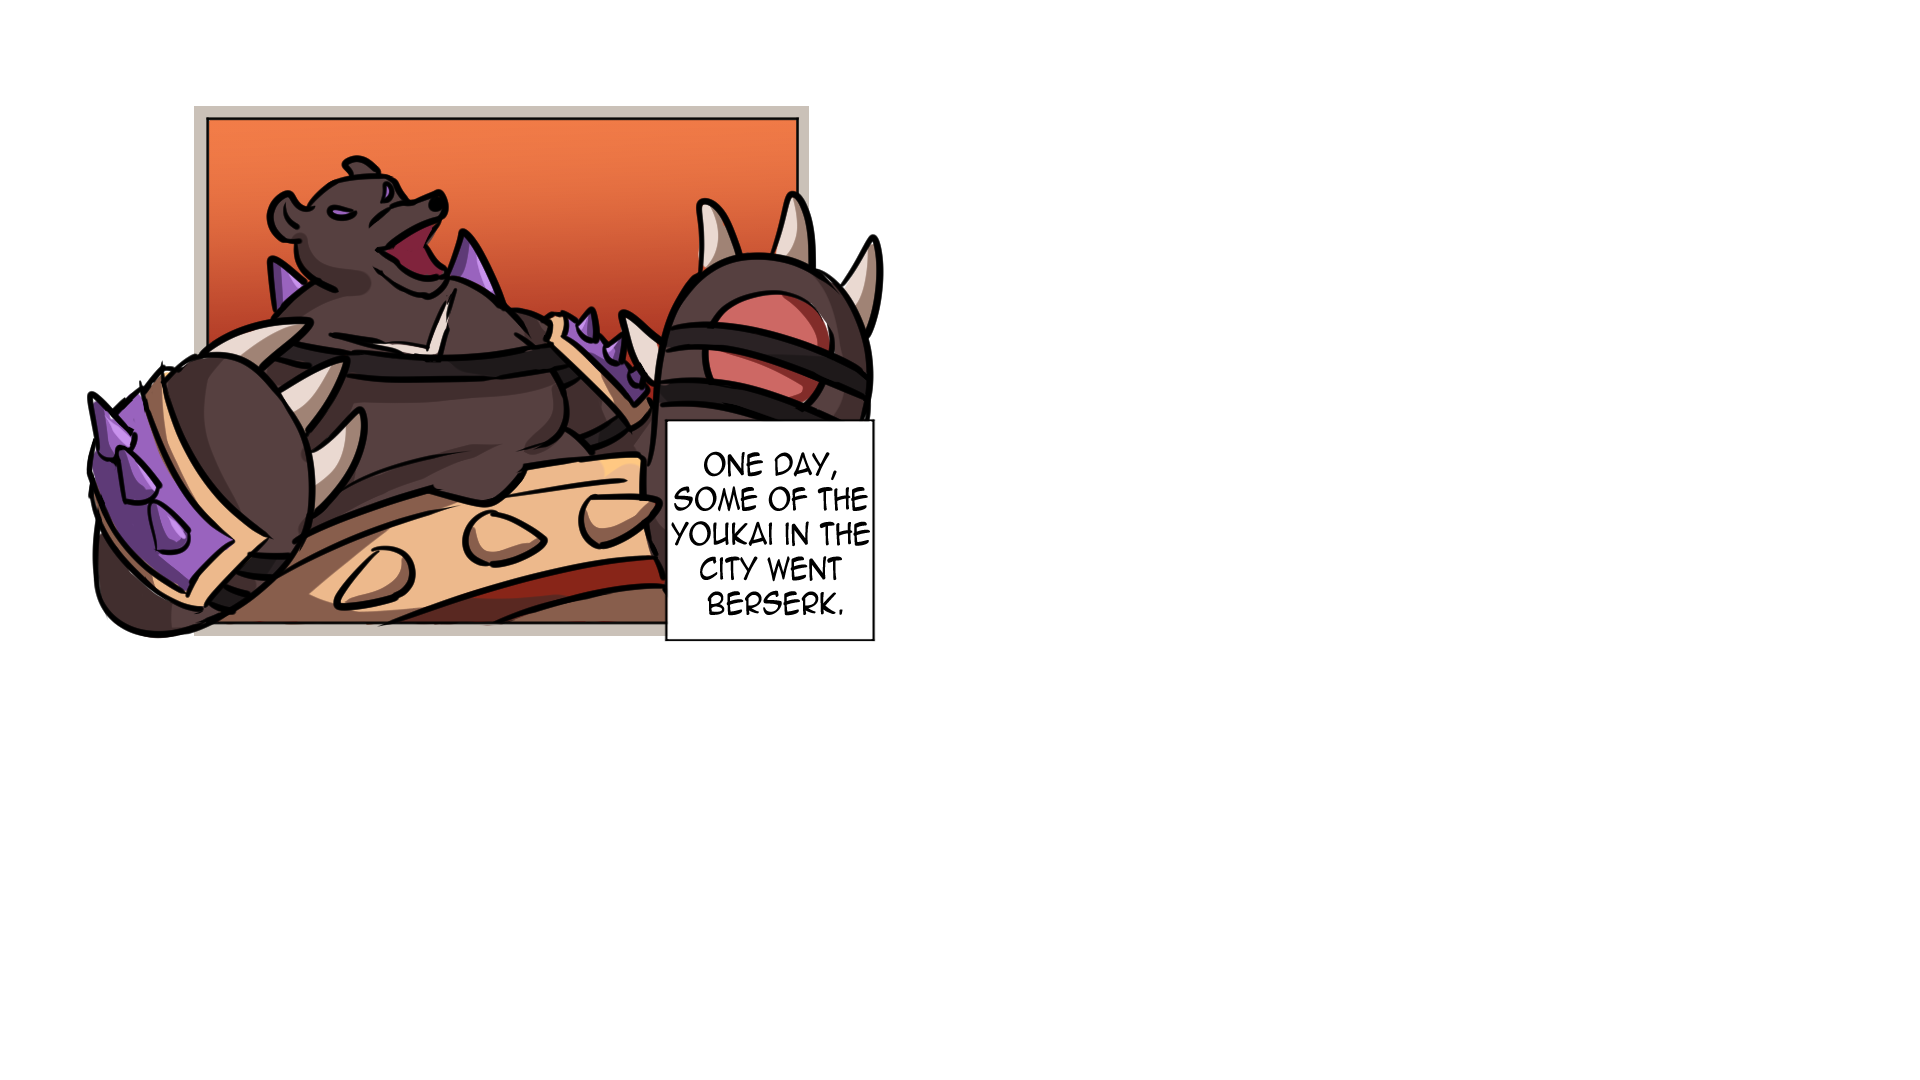 ONE DAY,
SOME OF THE
YOUKAI IN THE
CITY WENT
BERSERK.